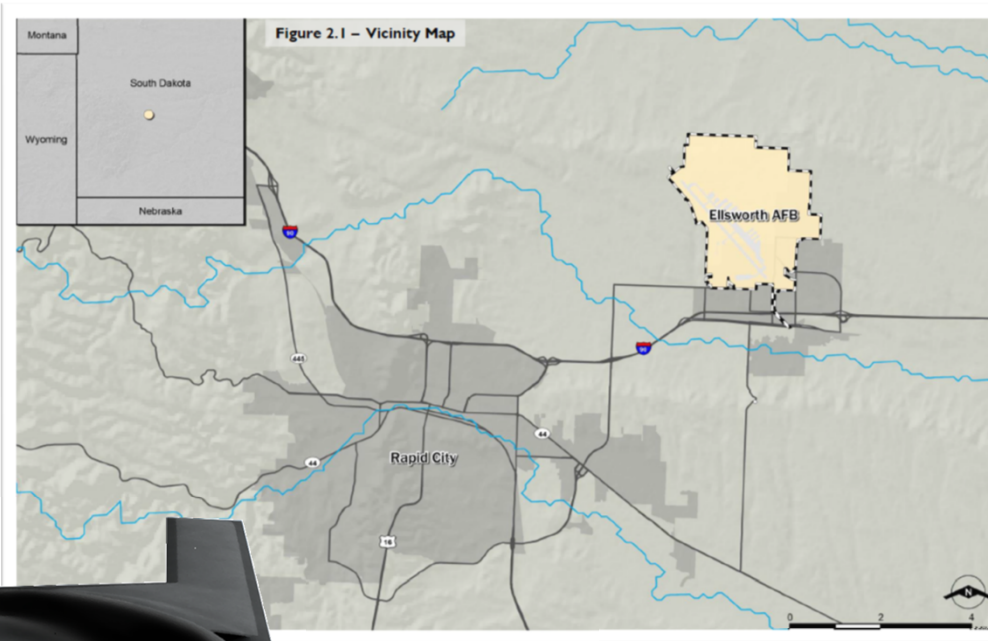 Figure 2.1 – Vicinity Map
Montana
South Dakota
Wyoming
Nebraska
Ellsworth AFB
90
90
445
44
44
Rapid City
16
N
0 2 4